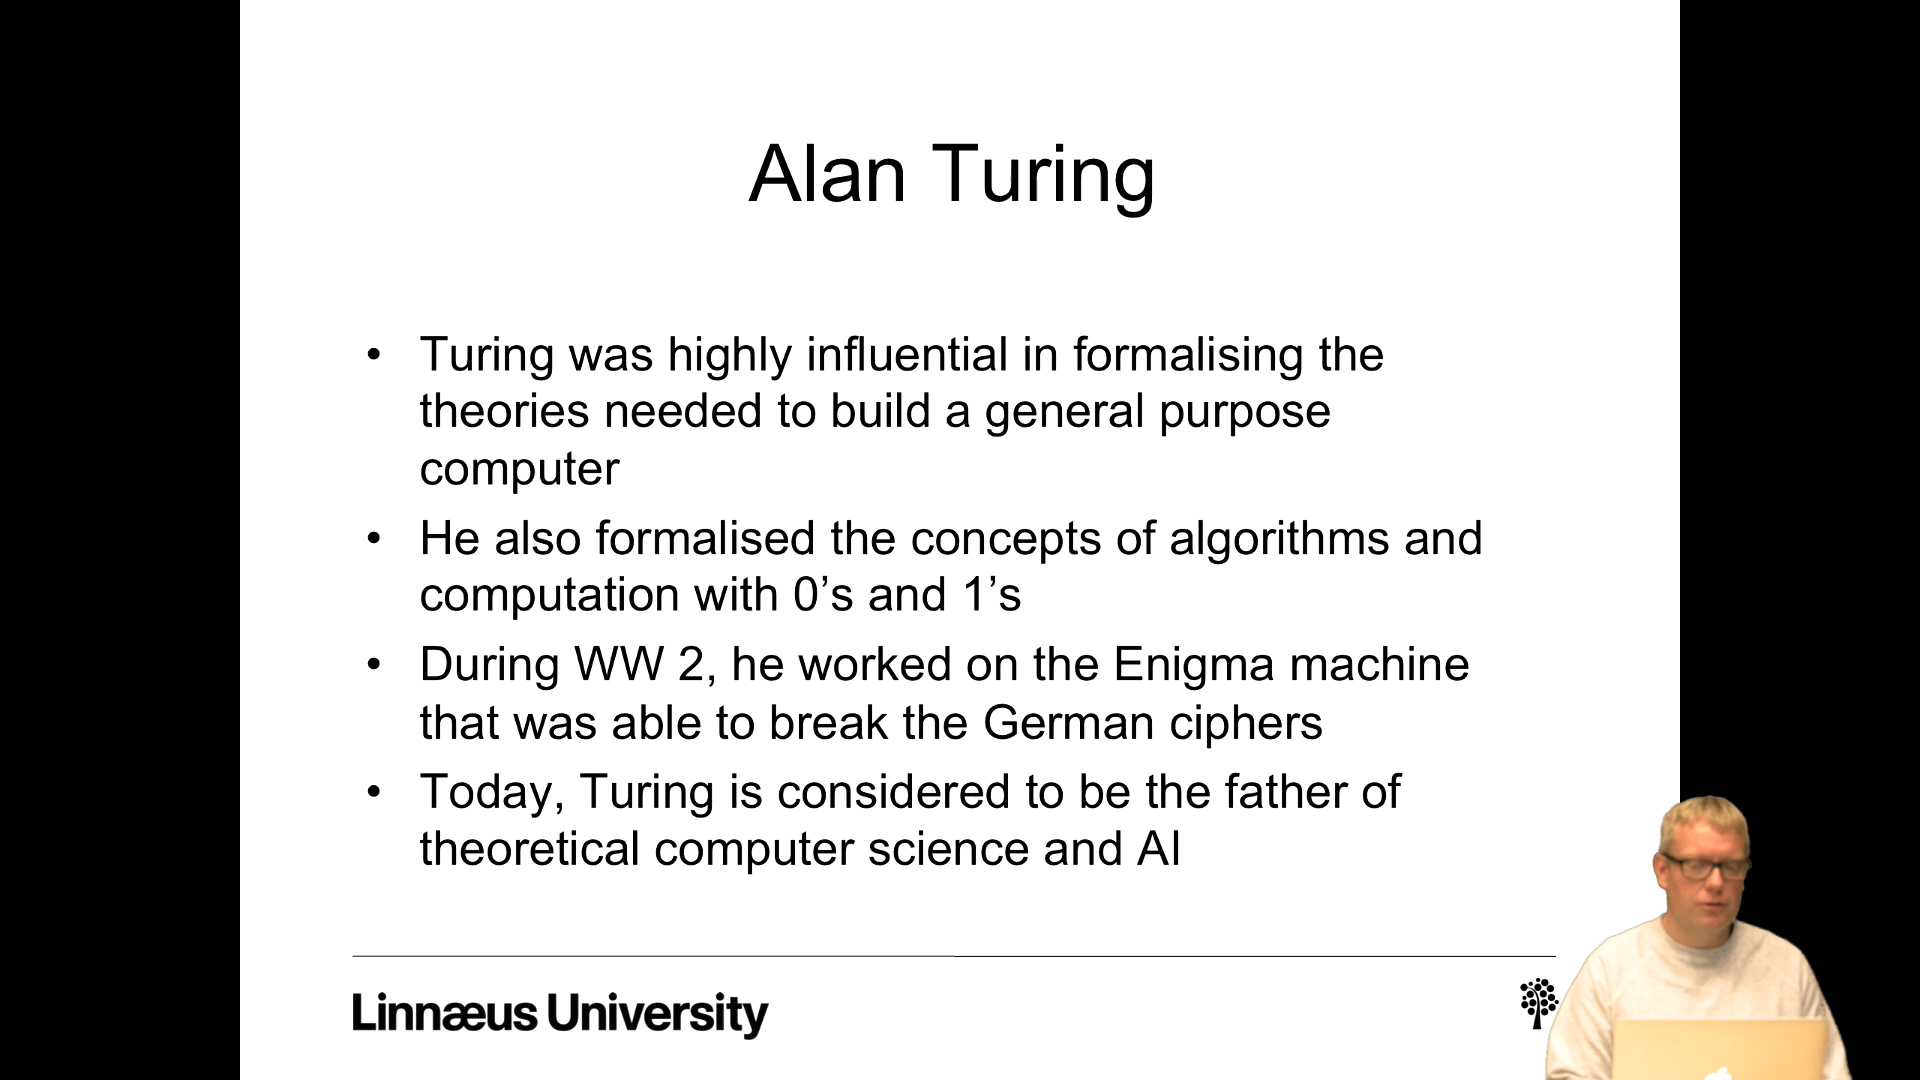 Alan Turing
• Turing was highly influential in formalising the
theories needed to build a general purpose
computer
• He also formalised the concepts of algorithms and
computation with 0’s and 1’s
• During WW 2, he worked on the Enigma machine
that was able to break the German ciphers
• Today, Turing is considered to be the father of
theoretical computer science and AI
Linnæus University